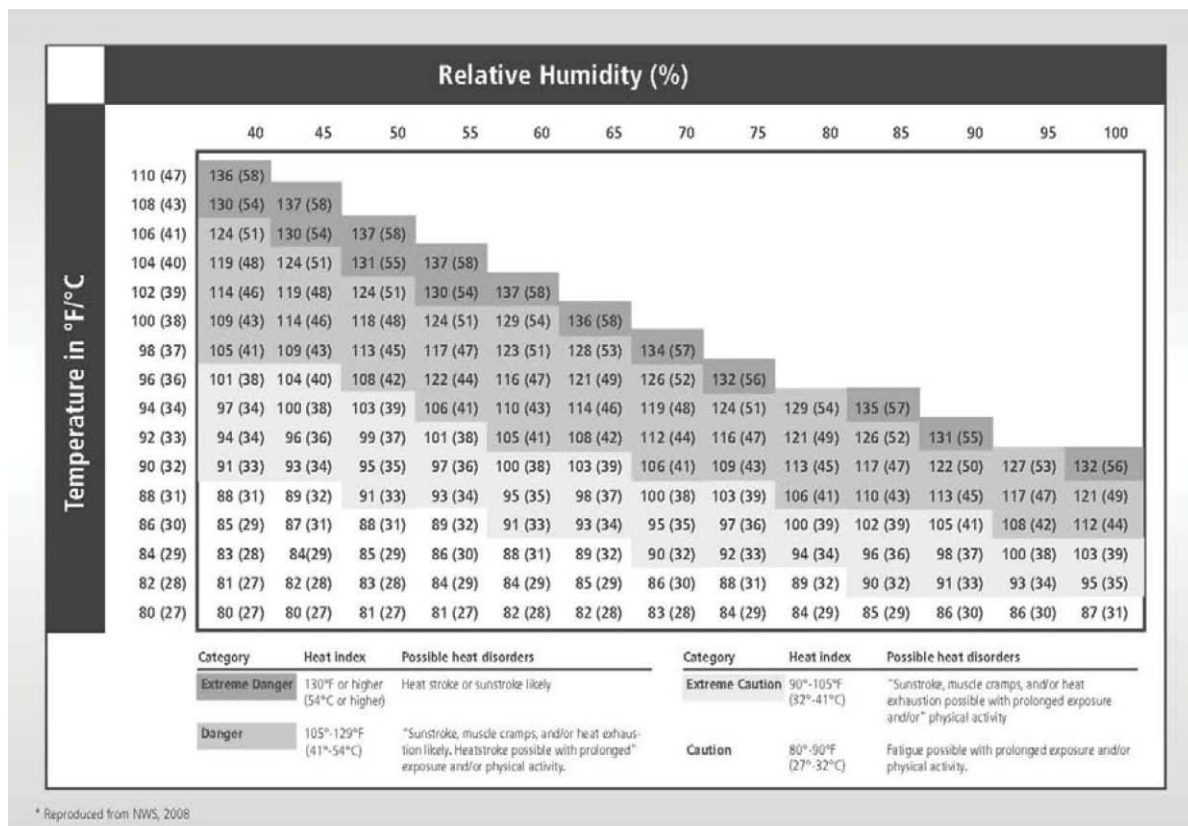 Relative Humidity (%)
40 45 50 55 60 65 70 75 80 85 90 95 100
Temperature in °F/°C
110 (47) 136 (58)
108 (43) 130 (54) 137 (58)
106 (41) 124 (51) 130 (54) 137 (58)
104 (40) 119 (48) 124 (51) 131 (55) 137 (58)
102 (39) 114 (46) 119 (48) 124 (51) 130 (54) 137 (58)
100 (38) 109 (43) 114 (46) 118 (48) 124 (51) 129 (54) 136 (58)
98 (37) 105 (41) 109 (43) 113 (45) 117 (47) 123 (51) 128 (53) 134 (57)
96 (36) 101 (38) 104 (40) 108 (42) 122 (44) 116 (47) 121 (49) 126 (52) 132 (56)
94 (34) 97 (34) 100 (38) 103 (39) 106 (41) 110 (43) 114 (46) 119 (48) 124 (51) 129 (54) 135 (57)
92 (33) 94 (34) 96 (36) 99 (37) 101 (38) 105 (41) 108 (42) 112 (44) 116 (47) 121 (49) 126 (52) 131 (55)
90 (32) 91 (33) 93 (34) 95 (35) 97 (36) 100 (38) 103 (39) 106 (41) 109 (43) 113 (45) 117 (47) 122 (50) 127 (53) 132 (56)
88 (31) 88 (31) 89 (32) 91 (33) 93 (34) 95 (35) 98 (37) 100 (38) 103 (39) 106 (41) 110 (43) 113 (45) 117 (47) 121 (49)
86 (30) 85 (29) 87 (31) 88 (31) 89 (32) 91 (33) 93 (34) 95 (35) 97 (36) 100 (39) 102 (39) 105 (41) 108 (42) 112 (44)
84 (29) 83 (28) 84(29) 85 (29) 86 (30) 88 (31) 89 (32) 90 (32) 92 (33) 94 (34) 96 (36) 98 (37) 100 (38) 103 (39)
82 (28) 81 (27) 82 (28) 83 (28) 84 (29) 84 (29) 85 (29) 86 (30) 88 (31) 89 (32) 90 (32) 91 (33) 93 (34) 95 (35)
80 (27) 80 (27) 80 (27) 81 (27) 81 (27) 82 (28) 82 (28) 83 (28) 84 (29) 84 (29) 85 (29) 86 (30) 86 (30) 87 (31)
Category Heat index Possible heat disorders
Extreme Danger 130°F or higher Heat stroke or sunstroke likely
(54°C or higher)
Danger 105°-129°F "Sunstroke, muscle cramps, and/or heat exhaus-
(41°-54°C) tion likely. Heatstroke possible with prolonged"
exposure and/or physical activity.
Category Heat index Possible heat disorders
Extreme Caution 90°-105°F "Sunstroke, muscle cramps, and/or heat
(32°-41°C) exhaustion possible with prolonged exposure
and/or" physical activity
Caution 80°-90°F Fatigue possible with prolonged exposure and/or
(27°-32°C) physical activity.
* Reproduced from NWS, 2008